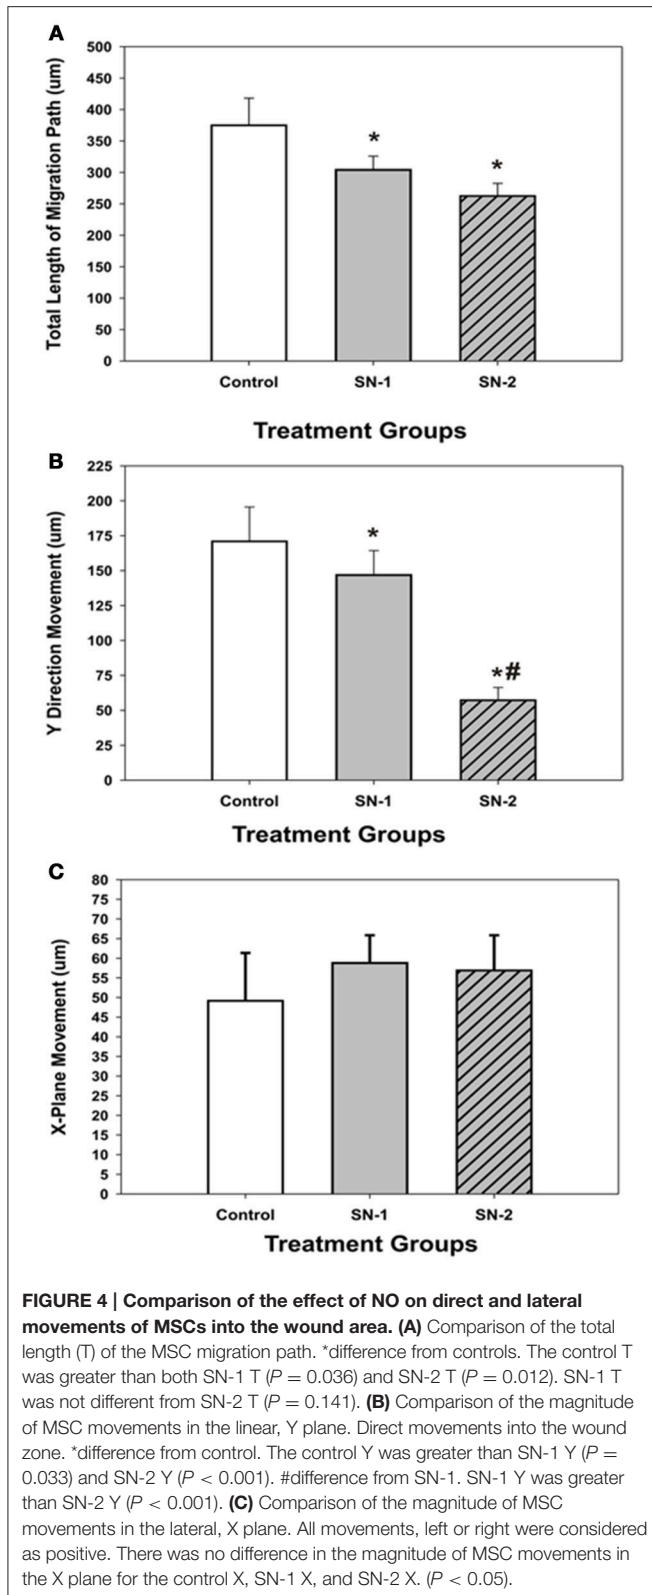 A
Total Length of Migration Path (um)
500
450
400
350
300
250
200
150
100
50
0
*
*
Control SN-1 SN-2
Treatment Groups
B
Y Direction Movement (um)
225
200
175
150
125
100
75
50
25
0
*
*#
Control SN-1 SN-2
Treatment Groups
C
X-Plane Movement (um)
80
75
70
65
60
55
50
45
40
35
30
25
20
15
10
5
0
Control SN-1 SN-2
Treatment Groups
FIGURE 4 | Comparison of the effect of NO on direct and lateral
movements of MSCs into the wound area. (A) Comparison of the total
length (T) of the MSC migration path. *difference from controls. The control T
was greater than both SN-1 T (P = 0.036) and SN-2 T (P = 0.012). SN-1 T
was not different from SN-2 T (P = 0.141). (B) Comparison of the magnitude
of MSC movements in the linear, Y plane. Direct movements into the wound
zone. *difference from control. The control Y was greater than SN-1 Y (P =
0.033) and SN-2 Y (P < 0.001). #difference from SN-1. SN-1 Y was greater
than SN-2 Y (P < 0.001). (C) Comparison of the magnitude of MSC
movements in the lateral, X plane. All movements, left or right were considered
as positive. There was no difference in the magnitude of MSC movements in
the X plane for the control X, SN-1 X, and SN-2 X. (P < 0.05).